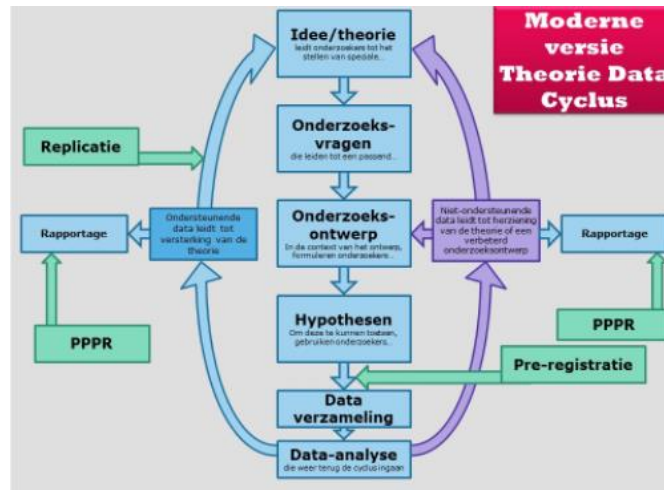 Moderne
versie
Theorie Data
Cyclus
Idee/theorie
leidt onderzoekers tot het
stellen van speciale...
Onderzoeks-
vragen
die leiden tot een passend...
Replicatie
Rapportage
Ondersteunende
data leidt tot
versterking van de
theorie
Onderzoeks-
ontwerp
In de context van het ontwerp,
formuleren onderzoekers...
Niet-ondersteunende
data leidt tot herziening
van de theorie of een
verbeterd
onderzoeksontwerp
Rapportage
Hypothesen
Om deze te kunnen toetsen,
gebruiken onderzoekers...
PPPR
PPPR
Pre-registratie
Data
verzameling
Data-analyse
die weer terug de cyclus ingaan